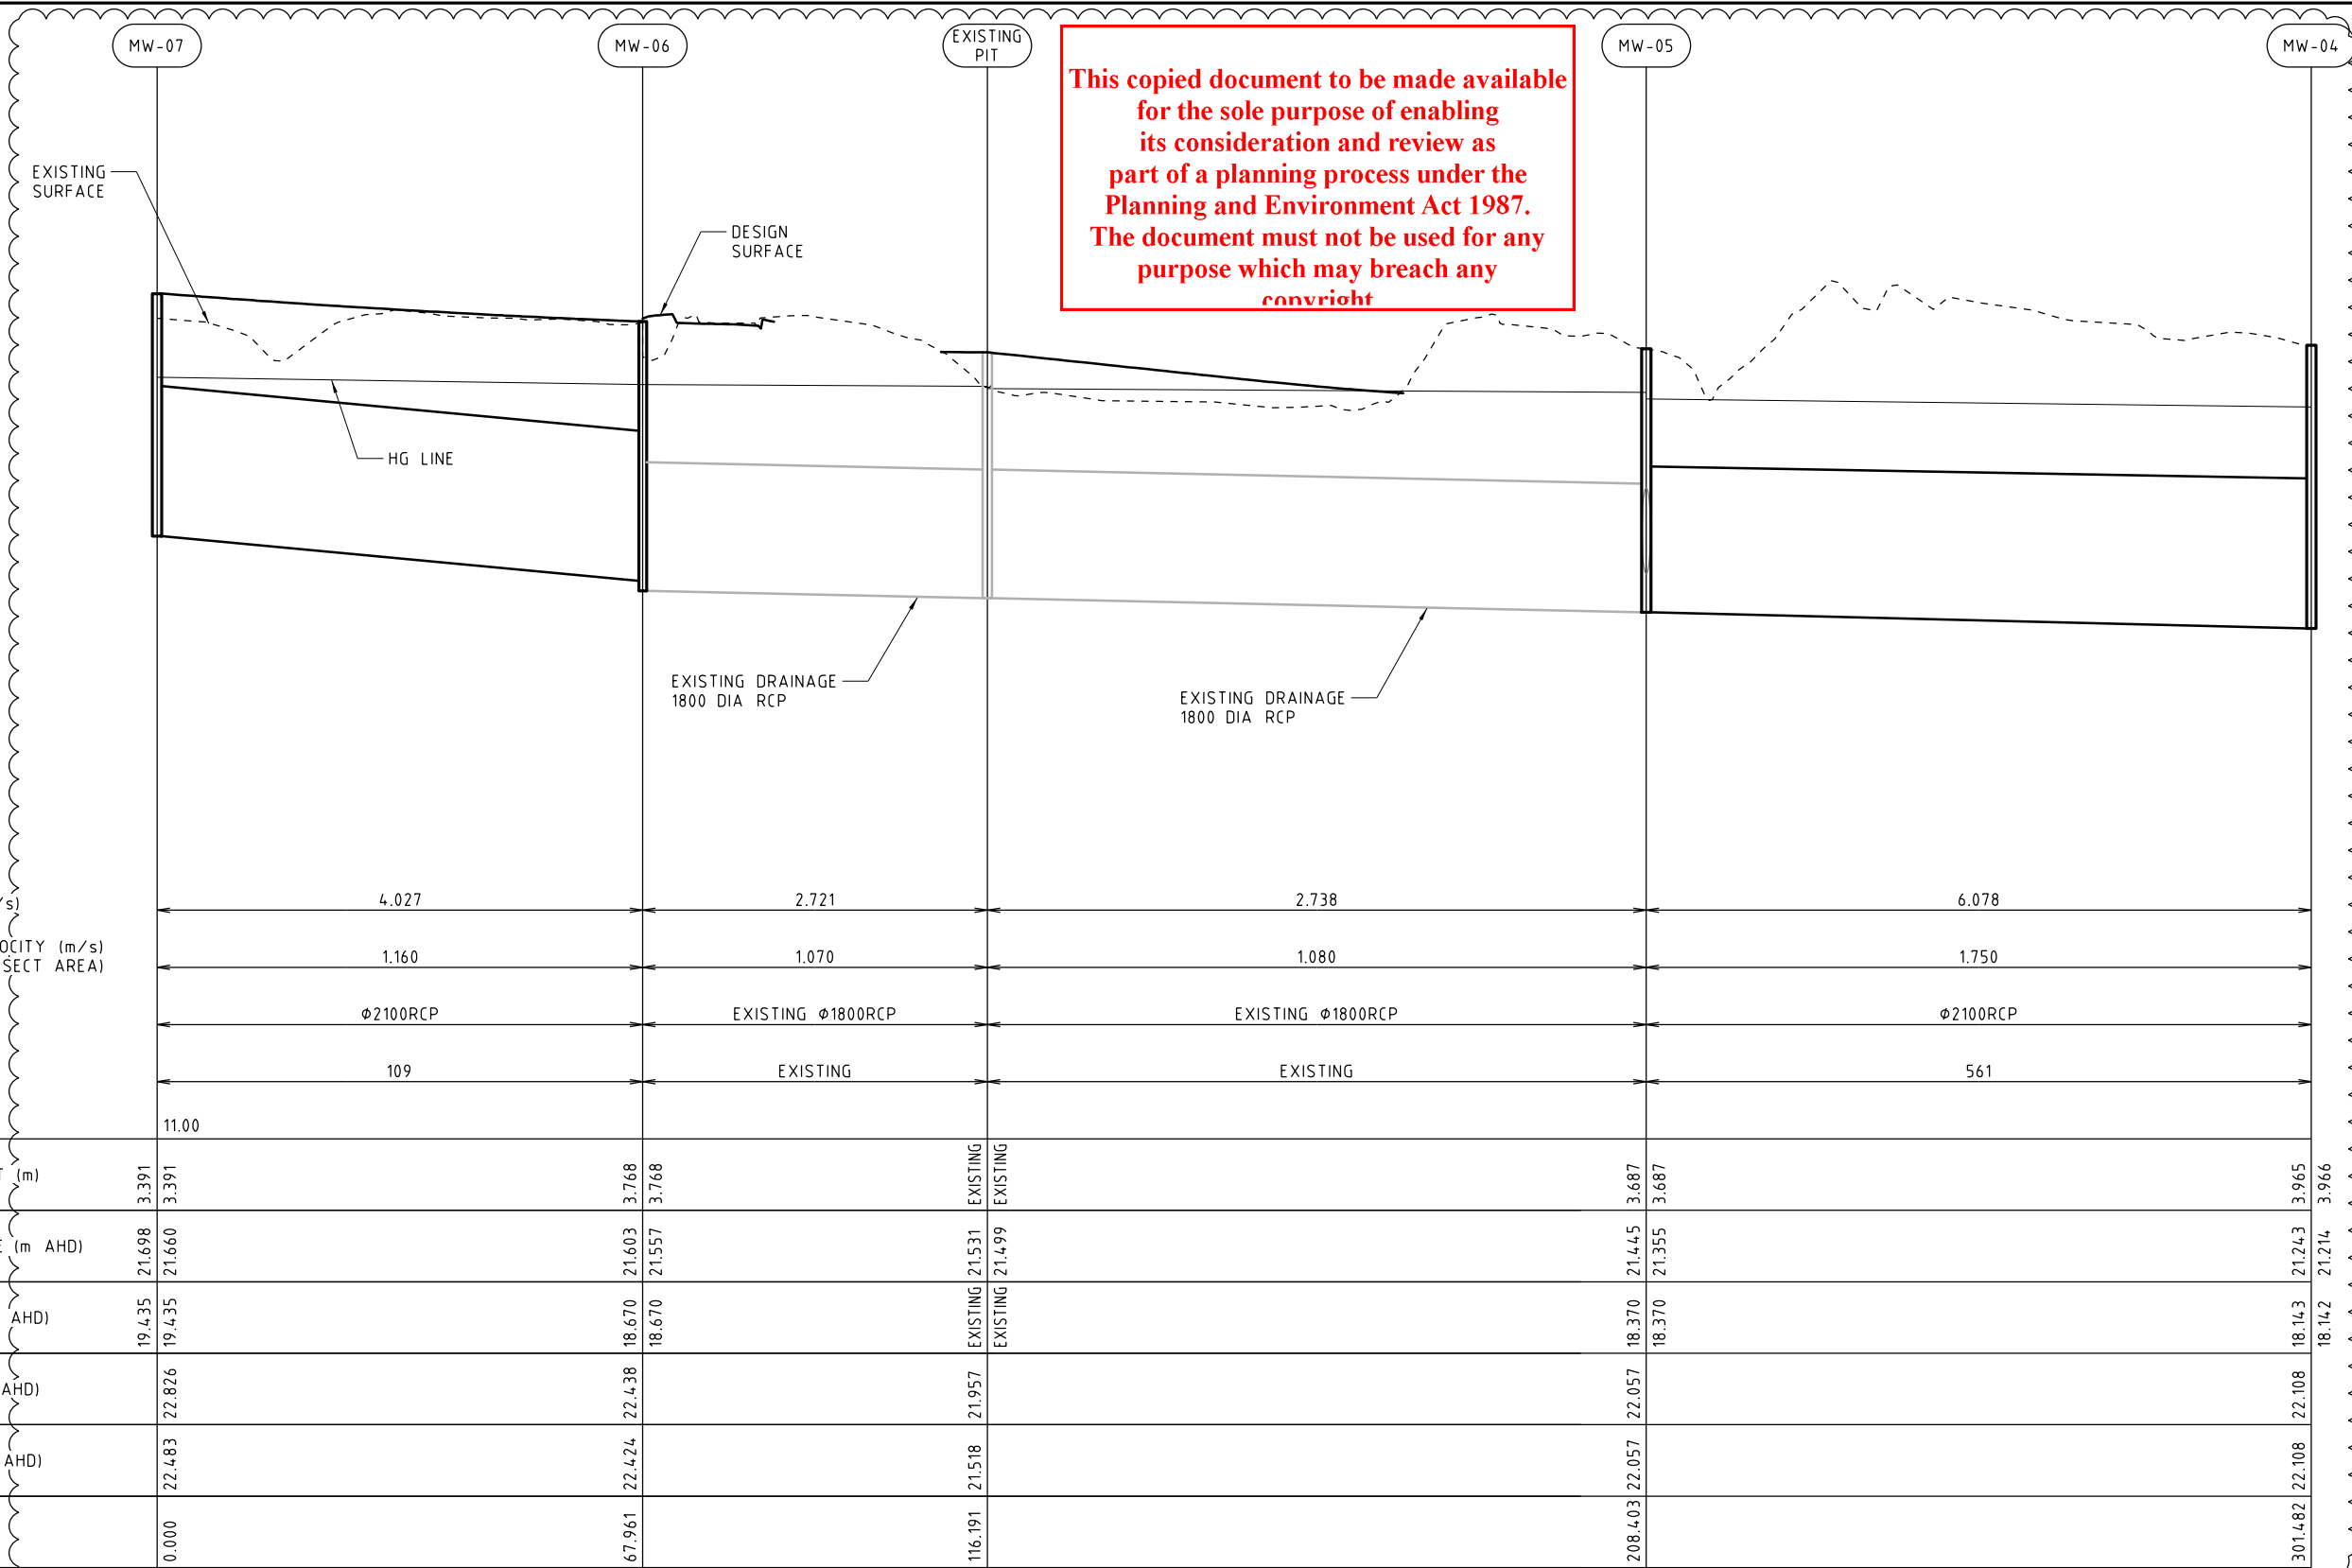 MW-07
MW-06
EXISTING
PIT
MW-05
MW-04
This copied document to be made available
for the sole purpose of enabling
its consideration and review as
part of a planning process under the
Planning and Environment Act 1987.
The document must not be used for any
purpose which may breach any
copyright
EXISTING
SURFACE
DESIGN
SURFACE
HG LINE
EXISTING DRAINAGE
1800 DIA RCP
EXISTING DRAINAGE
1800 DIA RCP
/s) 4.027 2.721 2.738 6.078
OCITY (m/s)
SECT AREA) 1.160 1.070 1.080 1.750
Φ2100RCP EXISTING Φ1800RCP EXISTING Φ1800RCP Φ2100RCP
109 EXISTING EXISTING 561
11.00
T (m) 3.391 3.391 3.768 3.768 EXISTING EXISTING 3.687 3.687 3.965 3.966
E (m AHD) 21.698 21.660 21.603 21.557 21.531 21.499 21.445 21.355 21.243 21.214
AHD) 19.435 19.435 18.670 18.670 EXISTING EXISTING 18.370 18.370 18.143 18.142
AHD) 22.826 22.438 21.957 22.057 22.108
AHD) 22.483 22.424 21.518 22.057 22.108
0.000 67.961 116.191 208.403 301.482